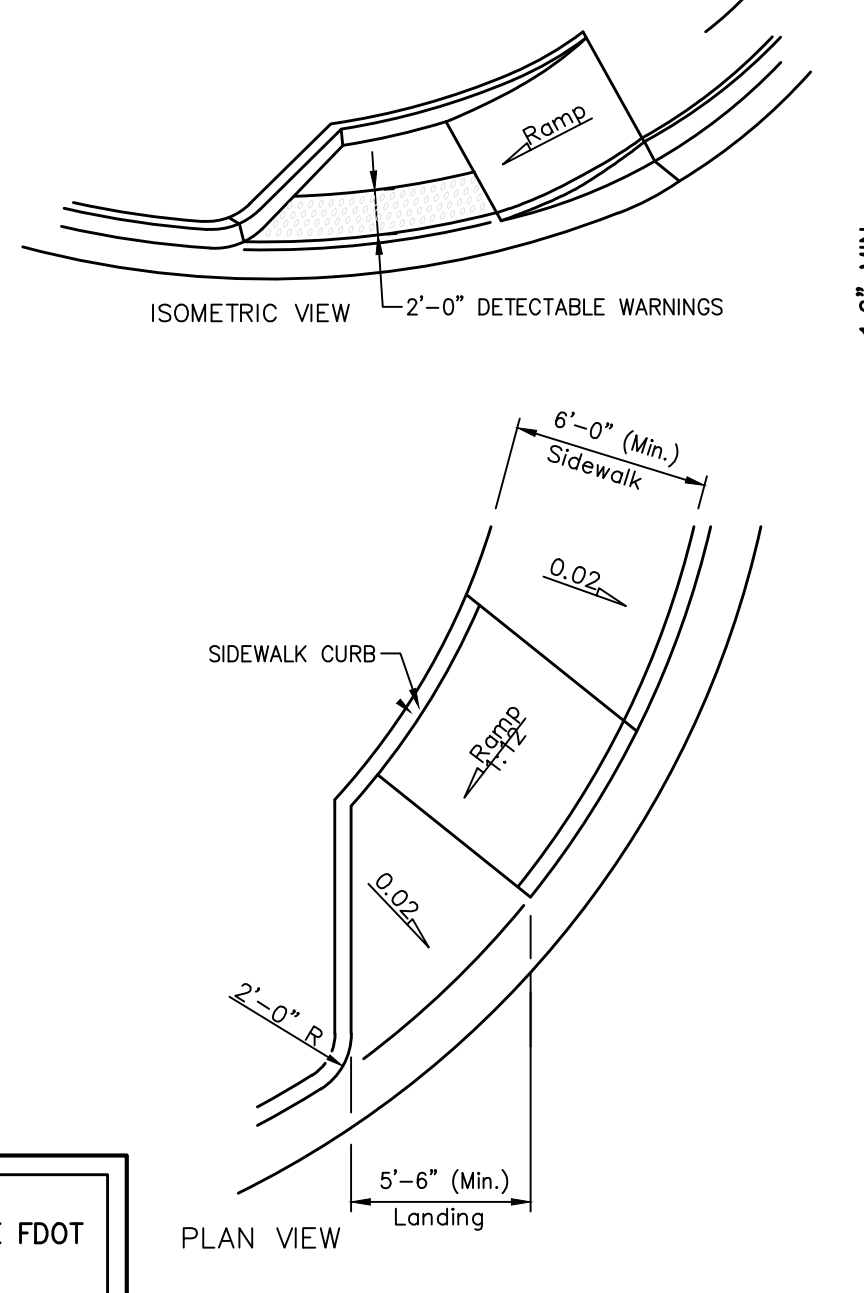 Ramp
ISOMETRIC VIEW
2'-0" DETECTABLE WARNINGS
6'-0" (Min.)
Sidewalk
0.02
SIDEWALK CURB
Ramp
1:12
0.02
2'-0" R
5'-6" (Min.)
Landing
FDOT
PLAN VIEW